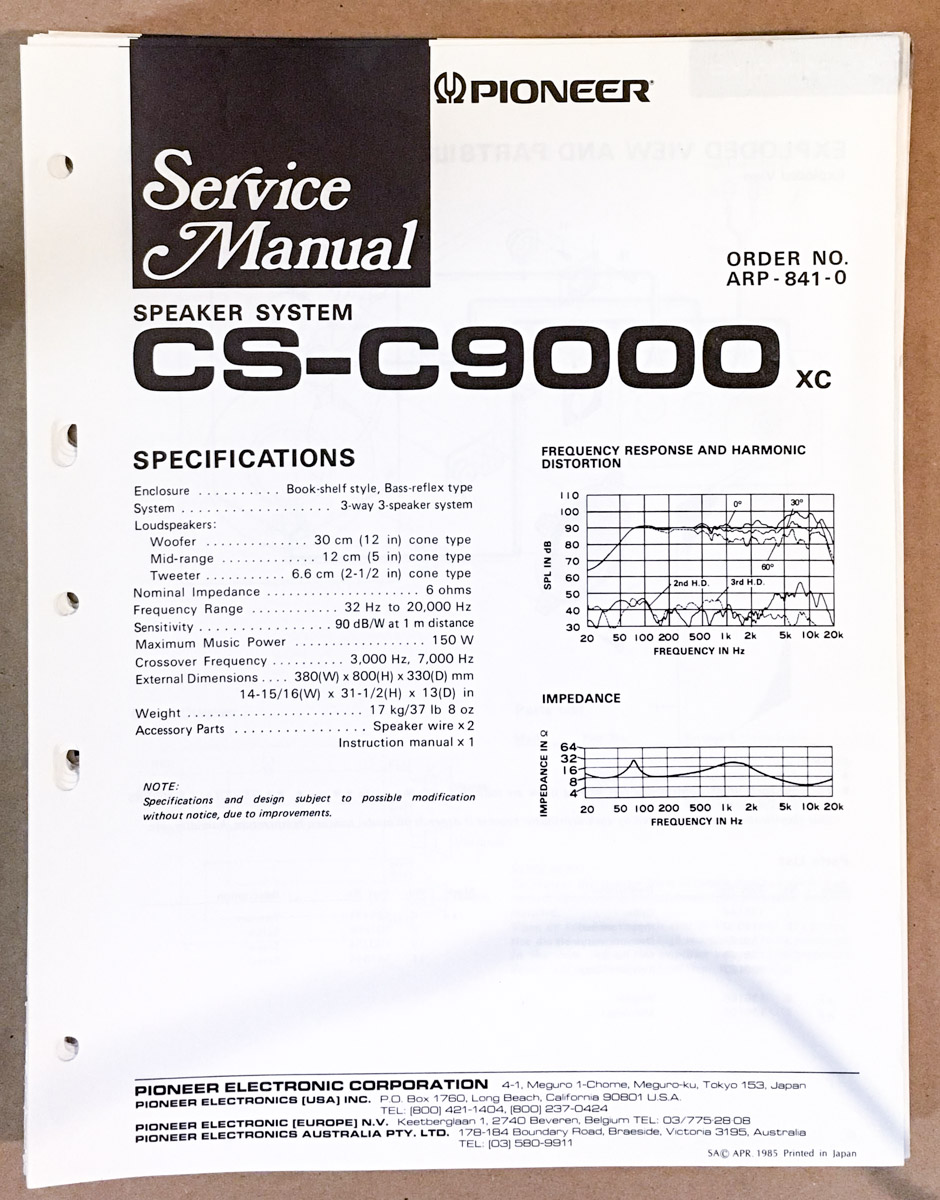 PIONEER
Service
Manual
ORDER NO.
ARP-841-0
SPEAKER SYSTEM
CS-C9000 XC
SPECIFICATIONS
Enclosure . . . . . . . . . . Book-shelf style, Bass-reflex type
System . . . . . . . . . . . . . . . . . . 3-way 3-speaker system
Loudspeakers:
Woofer . . . . . . . . . . . . . 30 cm (12 in) cone type
Mid-range . . . . . . . . . . . 12 cm (5 in) cone type
Tweeter . . . . . . . . . . . 6.6 cm (2-1/2 in) cone type
Nominal Impedance . . . . . . . . . . . . . . . . . . . 6 ohms
Frequency Range . . . . . . . . . . . 32 Hz to 20,000 Hz
Sensitivity . . . . . . . . . . . . . . . . 90 dB/W at 1 m distance
Maximum Music Power . . . . . . . . . . . . . . . . 150 W
Crossover Frequency . . . . . . . . . 3,000 Hz, 7,000 Hz
External Dimensions . . . . 380(W) x 800(H) x 330(D) mm
14-15/16(W) x 31-1/2(H) x 13(D) in
Weight . . . . . . . . . . . . . . . . . . . . . 17 kg/37 lb 8 oz
Accessory Parts . . . . . . . . . . . . . . . . Speaker wire x 2
Instruction manual x 1
NOTE:
Specifications and design subject to possible modification
without notice, due to improvements.
FREQUENCY RESPONSE AND HARMONIC
DISTORTION
SPL IN dB
110
100
90
80
70
60
50
40
30
0°
30°
60°
2nd H.D.
3rd H.D.
20 50 100 200 500 1k 2k 5k 10k 20k
FREQUENCY IN Hz
IMPEDANCE
IMPEDANCE IN Ω
64
32
16
8
4
20 50 100 200 500 1k 2k 5k 10k 20k
FREQUENCY IN Hz
PIONEER ELECTRONIC CORPORATION 4-1, Meguro 1-Chome, Meguro-ku, Tokyo 153, Japan
PIONEER ELECTRONICS [USA] INC. P.O. Box 1760, Long Beach, California 90801 U.S.A.
TEL: [800] 421-1404, [800] 237-0424
PIONEER ELECTRONIC [EUROPE] N.V. Keetberglaan 1, 2740 Beveren, Belgium TEL: 03/775·28·08
PIONEER ELECTRONICS AUSTRALIA PTY. LTD. 178-184 Boundary Road, Braeside, Victoria 3195, Australia
TEL: [03] 580-9911
SA© APR. 1985 Printed in Japan